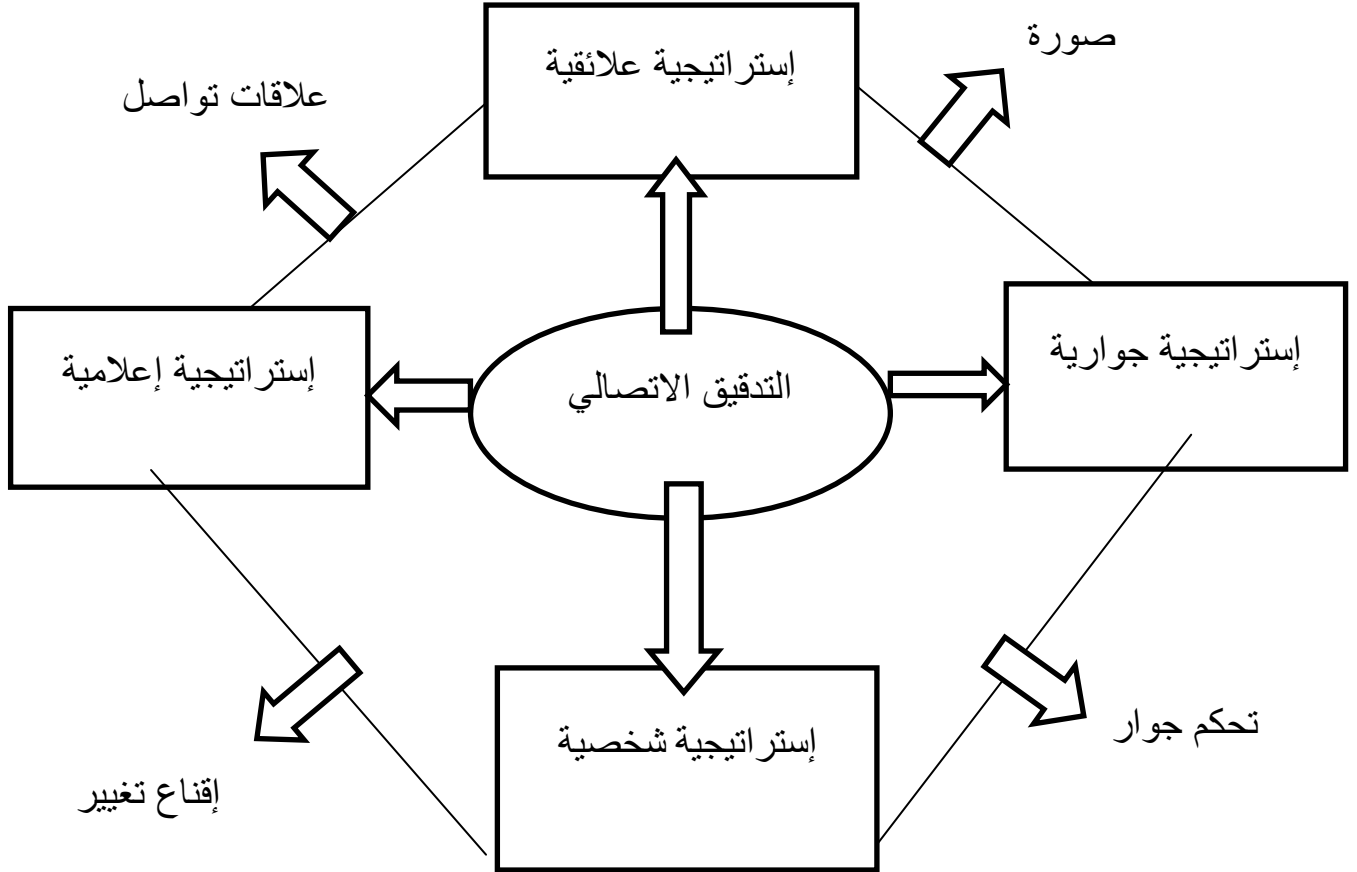 صورة
إستراتيجية علائقية
علاقات تواصل
إستراتيجية جوارية
التدقيق الاتصالي
إستراتيجية إعلامية
تحكم جوار
إستراتيجية شخصية
إقناع تغيير